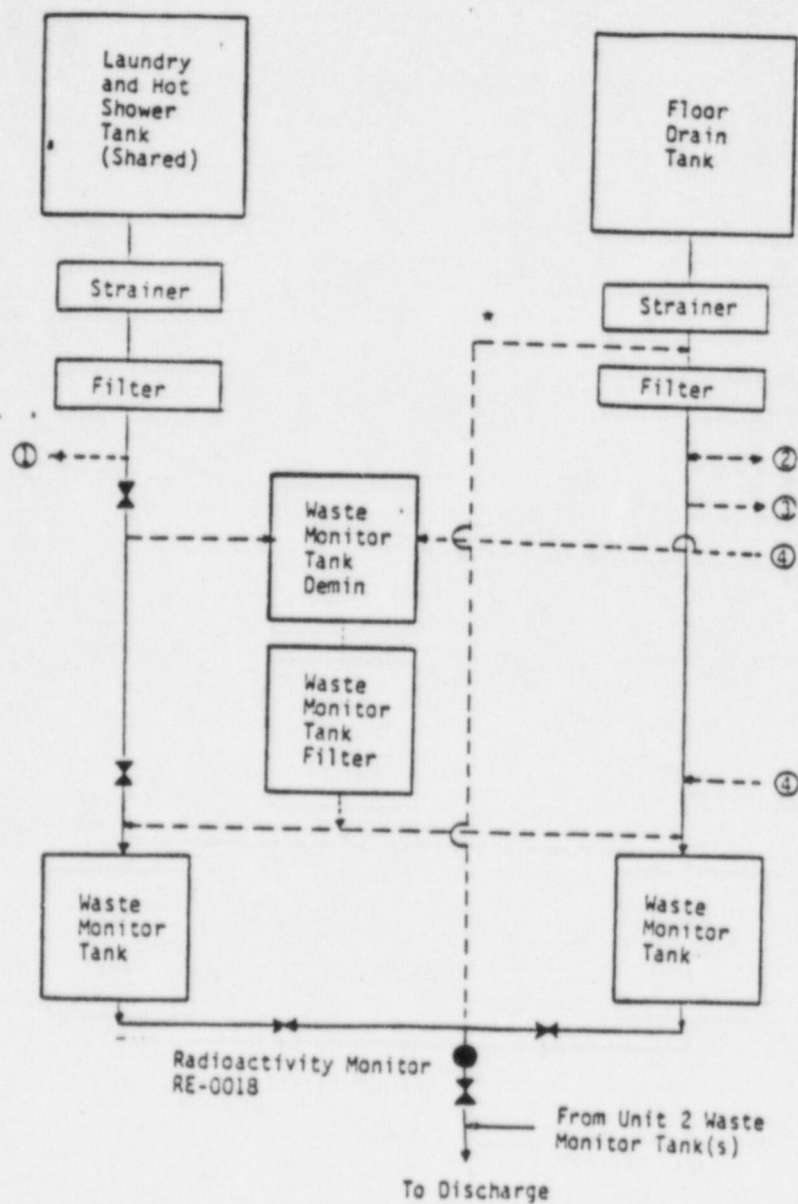 Laundry
and Hot
Shower
Tank
(Shared)
Floor
Drain
Tank
Strainer
Strainer
*
Filter
Filter
①
②
①
④
Waste
Monitor
Tank
Demin
Waste
Monitor
Tank
Filter
④
Waste
Monitor
Tank
Waste
Monitor
Tank
Radioactivity Monitor
RE-0018
From Unit 2 Waste
Monitor Tank(s)
To Discharge